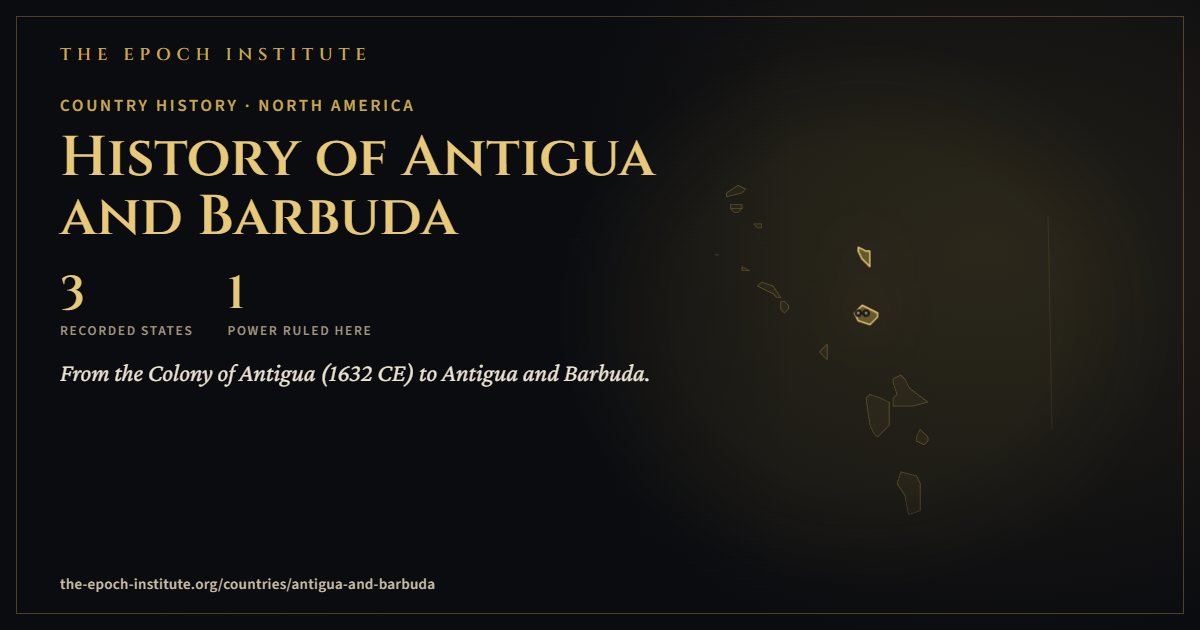 THE EPOCH INSTITUTE
COUNTRY HISTORY · NORTH AMERICA
HISTORY OF ANTIGUA
AND BARBUDA
3 1
RECORDED STATES POWER RULED HERE
From the Colony of Antigua (1632 CE) to Antigua and Barbuda.
the-epoch-institute.org/countries/antigua-and-barbuda